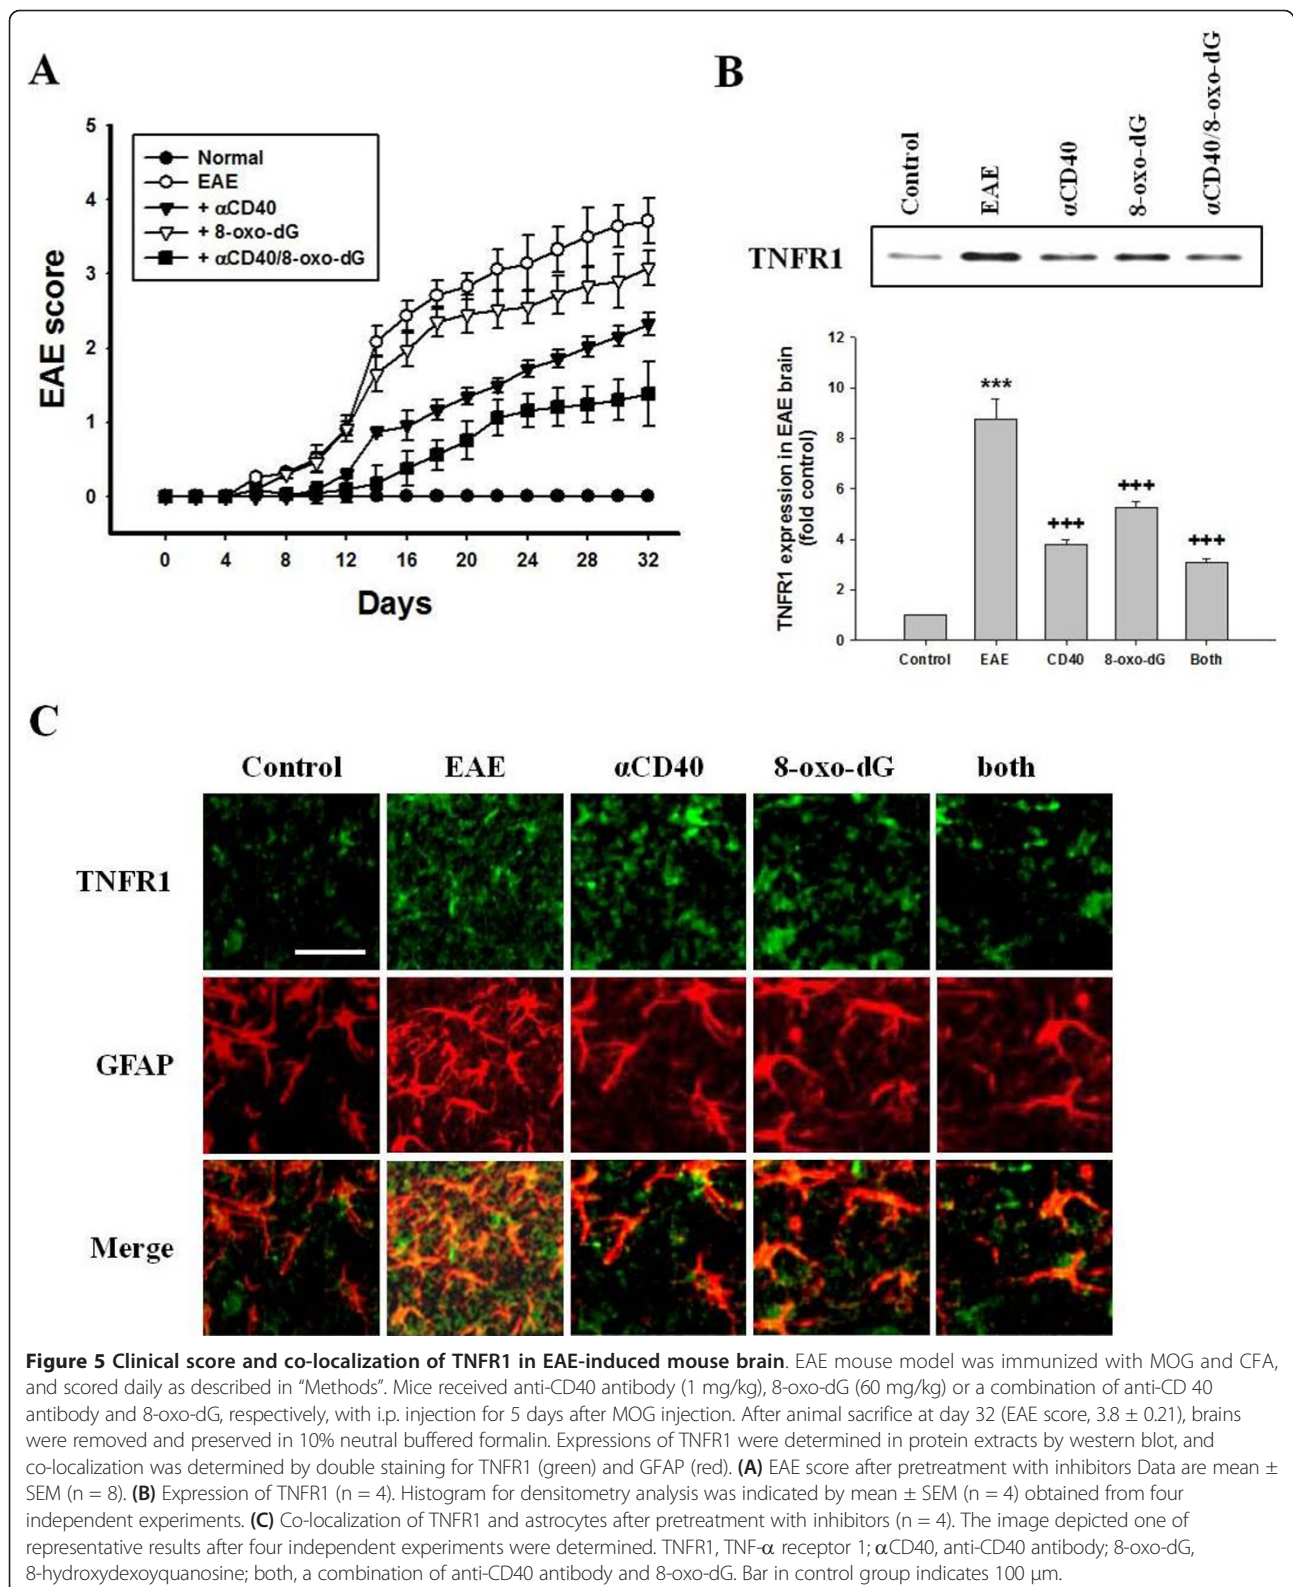 A
5
4
3
2
1
0
EAE score
Normal
EAE
+ αCD40
+ 8-oxo-dG
+ αCD40/8-oxo-dG
0 4 8 12 16 20 24 28 32
Days
B
Control
EAE
αCD40
8-oxo-dG
αCD40/8-oxo-dG
TNFR1
TNFR1 expression in EAE brain
(fold control)
12
10
8
6
4
2
0
***
+++
+++
+++
Control EAE CD40 8-oxo-dG Both
C
Control EAE αCD40 8-oxo-dG both
TNFR1
GFAP
Merge
Figure 5 Clinical score and co-localization of TNFR1 in EAE-induced mouse brain. EAE mouse model was immunized with MOG and CFA,
and scored daily as described in “Methods”. Mice received anti-CD40 antibody (1 mg/kg), 8-oxo-dG (60 mg/kg) or a combination of anti-CD 40
antibody and 8-oxo-dG, respectively, with i.p. injection for 5 days after MOG injection. After animal sacrifice at day 32 (EAE score, 3.8 ± 0.21), brains
were removed and preserved in 10% neutral buffered formalin. Expressions of TNFR1 were determined in protein extracts by western blot, and
co-localization was determined by double staining for TNFR1 (green) and GFAP (red). (A) EAE score after pretreatment with inhibitors Data are mean ±
SEM (n = 8). (B) Expression of TNFR1 (n = 4). Histogram for densitometry analysis was indicated by mean ± SEM (n = 4) obtained from four
independent experiments. (C) Co-localization of TNFR1 and astrocytes after pretreatment with inhibitors (n = 4). The image depicted one of
representative results after four independent experiments were determined. TNFR1, TNF-α receptor 1; αCD40, anti-CD40 antibody; 8-oxo-dG,
8-hydroxydexoyquanosine; both, a combination of anti-CD40 antibody and 8-oxo-dG. Bar in control group indicates 100 μm.